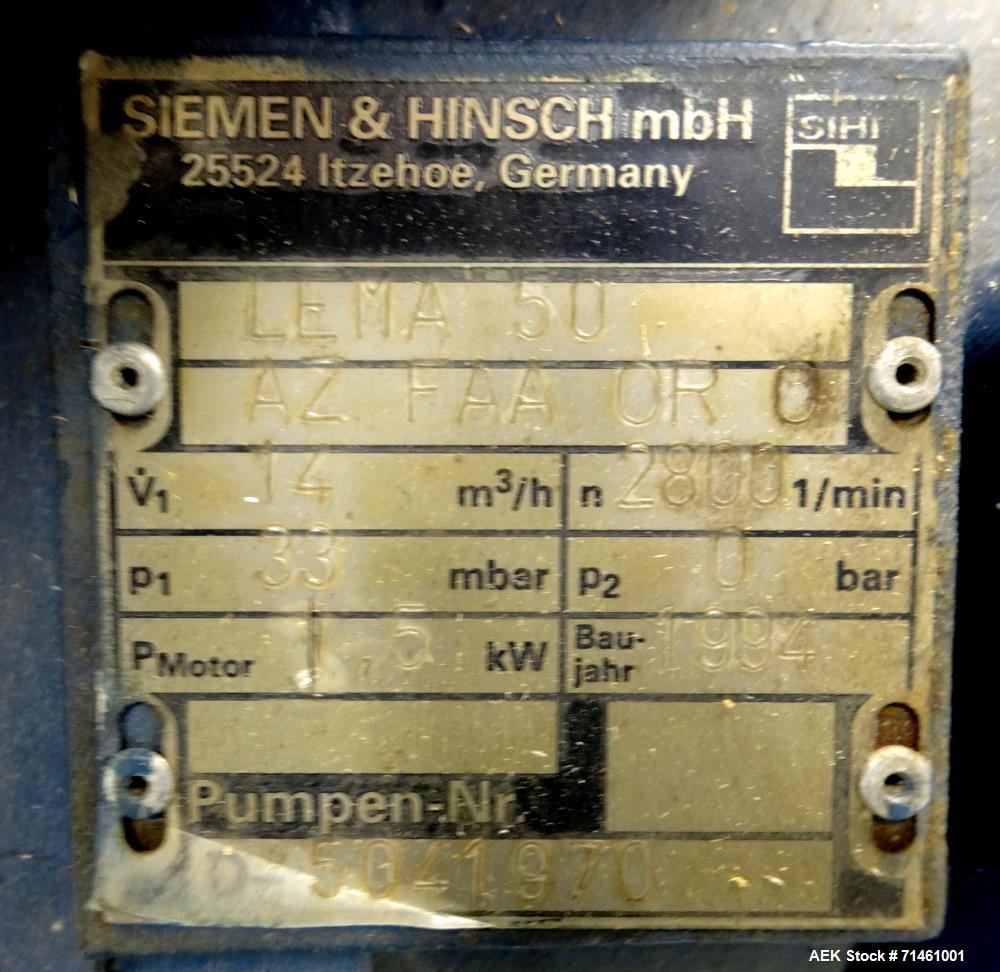 SIEMEN & HINSCH mbH
SIHI
25524 Itzehoe, Germany
LEMA 50
AZ FAA OR 0
V̇1 14 m³/h n 2800 1/min
p1 33 mbar p2 0 bar
PMotor 1,5 kW Bau-jahr 1994
Pumpen-Nr.
5041970
AEK Stock # 71461001